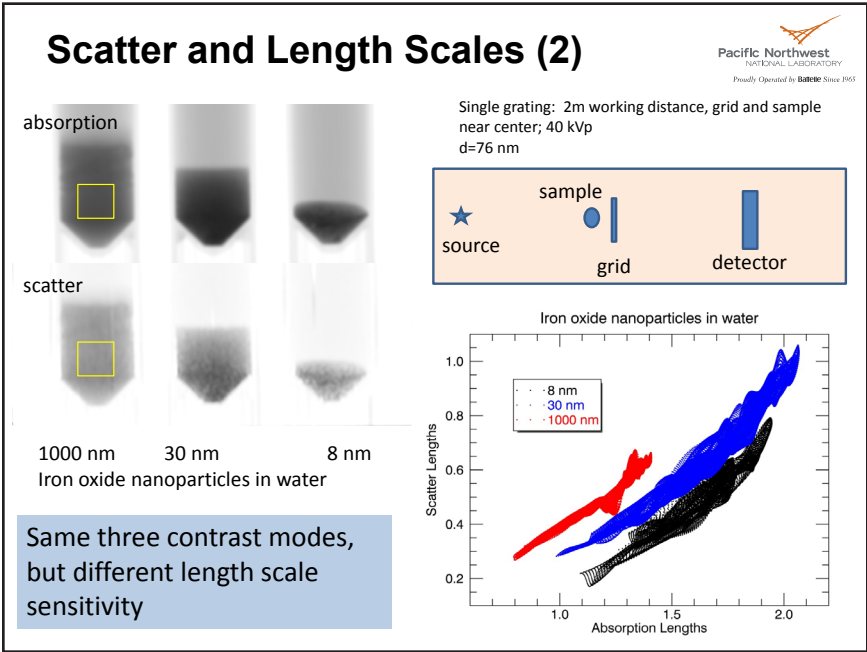 Scatter and Length Scales (2)
Pacific Northwest
NATIONAL LABORATORY
Proudly Operated by Battelle Since 1965
absorption
scatter
1000 nm 30 nm 8 nm
Iron oxide nanoparticles in water
Same three contrast modes,
but different length scale
sensitivity
Single grating: 2m working distance, grid and sample
near center; 40 kVp
d=76 nm
sample
source
grid
detector
Iron oxide nanoparticles in water
8 nm
30 nm
1000 nm
Scatter Lengths
1.0
0.8
0.6
0.4
0.2
1.0 1.5 2.0
Absorption Lengths